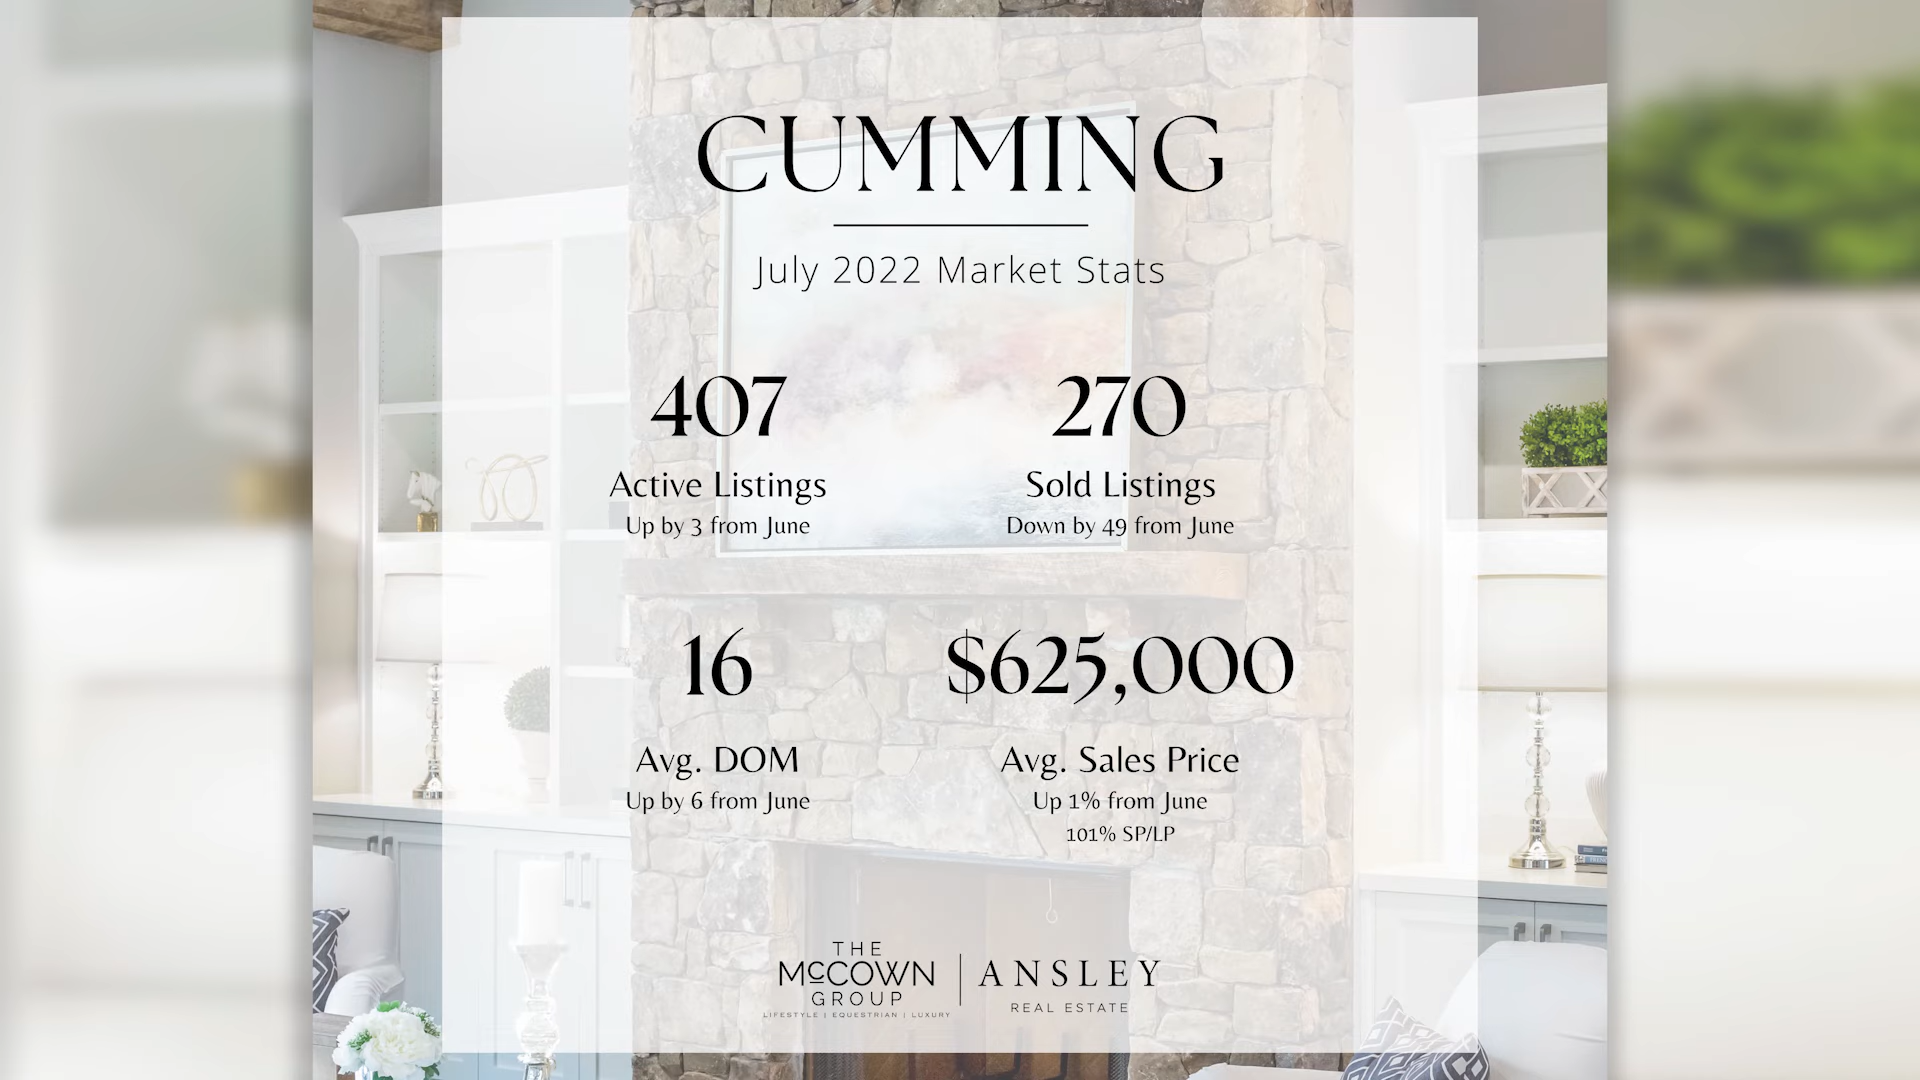 CUMMING
July 2022 Market Stats
407
Active Listings
Up by 3 from June
270
Sold Listings
Down by 49 from June
16
Avg. DOM
Up by 6 from June
$625,000
Avg. Sales Price
Up 1% from June
101% SP/LP
THE
McCOWN
GROUP
LIFESTYLE | EQUESTRIAN | LUXURY
ANSLEY
REAL ESTATE